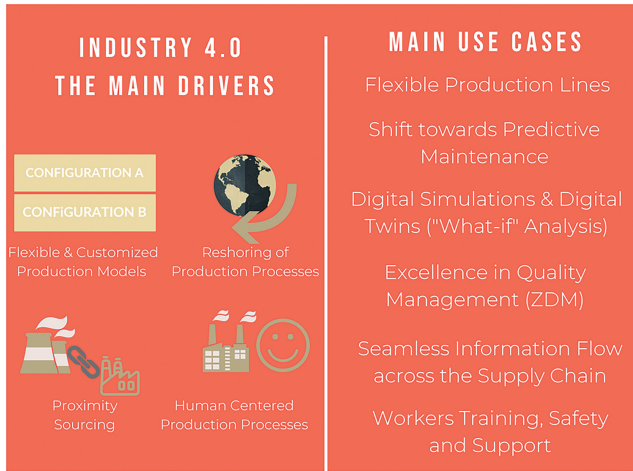 INDUSTRY 4.0
THE MAIN DRIVERS
CONFIGURATION A
CONFIGURATION B
Flexible & Customized
Production Models
Reshoring of
Production Processes
Proximity
Sourcing
Human Centered
Production Processes
MAIN USE CASES
Flexible Production Lines
Shift towards Predictive
Maintenance
Digital Simulations & Digital
Twins ("What-if" Analysis)
Excellence in Quality
Management (ZDM)
Seamless Information Flow
across the Supply Chain
Workers Training, Safety
and Support